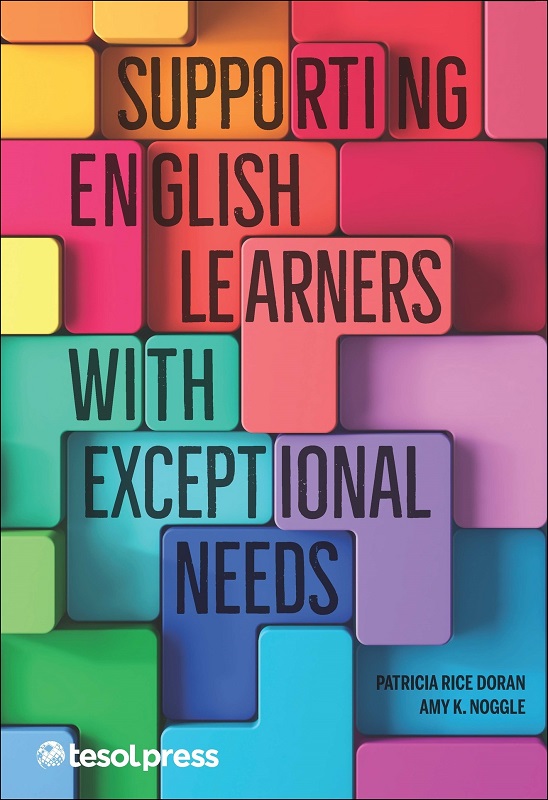 SUPPORTING
ENGLISH
LEARNERS
WITH
EXCEPTIONAL
NEEDS
PATRICIA RICE DORAN
AMY K. NOGGLE
tesolpress